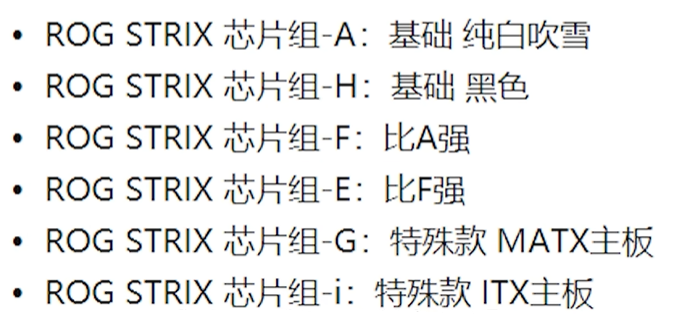 • ROG STRIX 芯片组-A：基础 纯白吹雪
• ROG STRIX 芯片组-H：基础 黑色
• ROG STRIX 芯片组-F：比A强
• ROG STRIX 芯片组-E：比F强
• ROG STRIX 芯片组-G：特殊款 MATX主板
• ROG STRIX 芯片组-i：特殊款 ITX主板